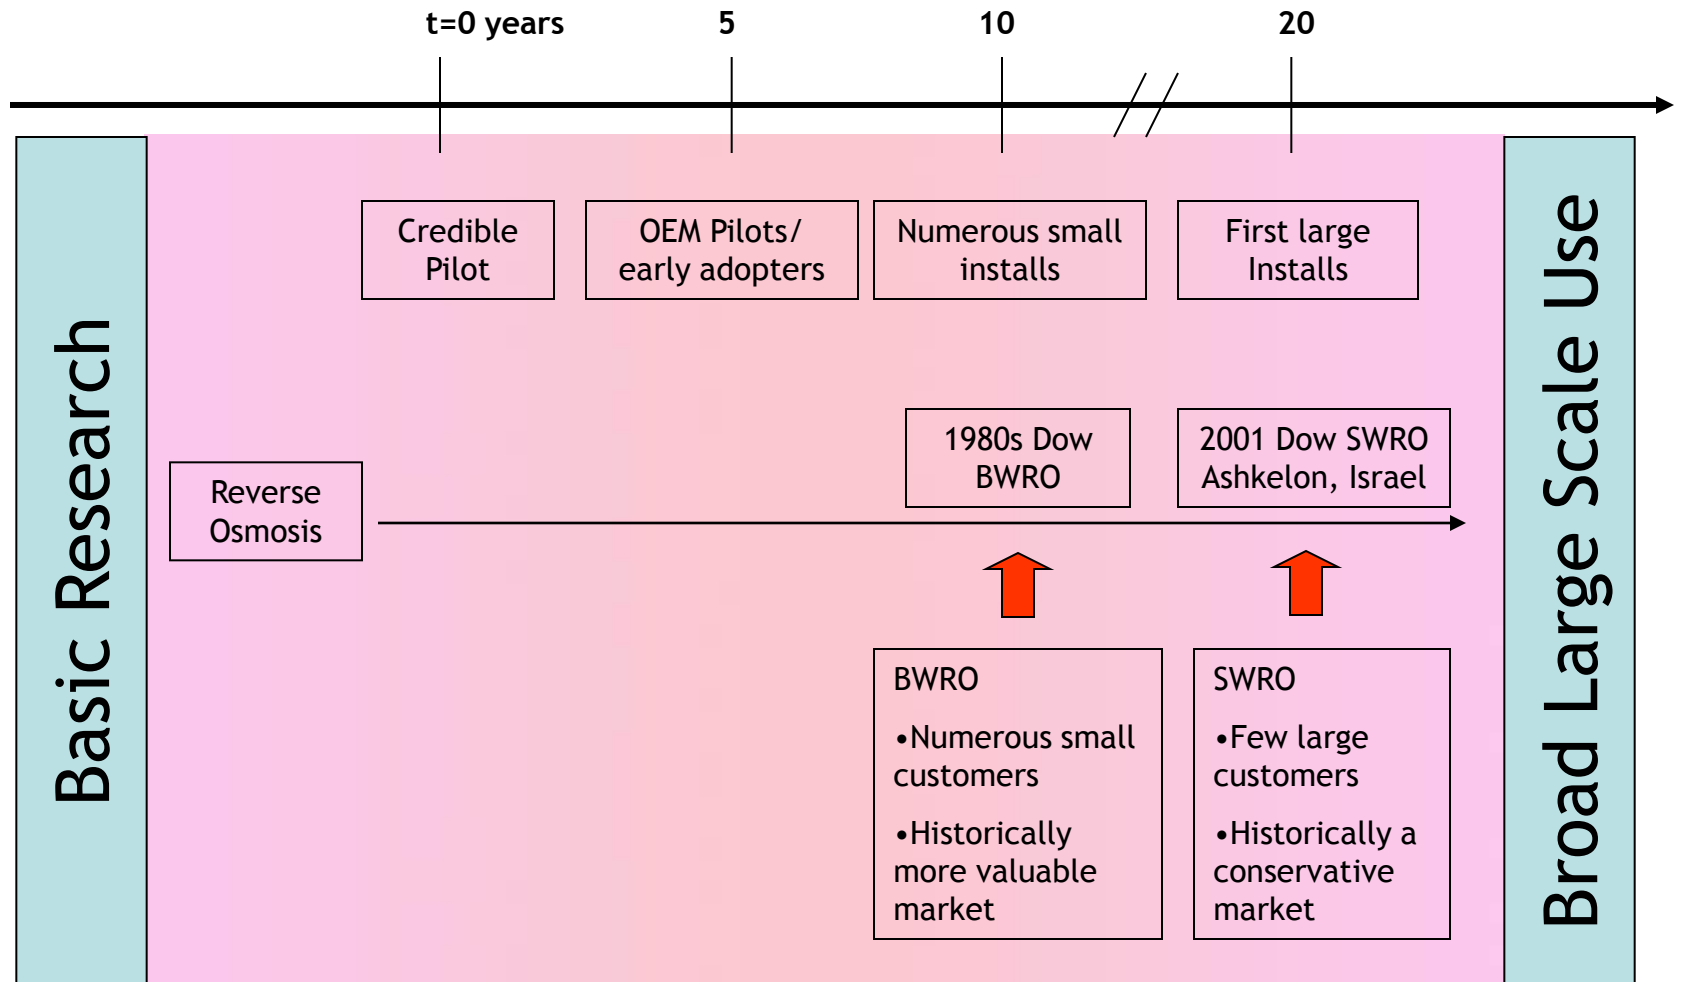 t=0 years
5
10
20
Basic Research
Credible
Pilot
OEM Pilots/
early adopters
Numerous small
installs
First large
Installs
Reverse
Osmosis
1980s Dow
BWRO
2001 Dow SWRO
Ashkelon, Israel
BWRO
•Numerous small
customers
•Historically
more valuable
market
SWRO
•Few large
customers
•Historically a
conservative
market
Broad Large Scale Use